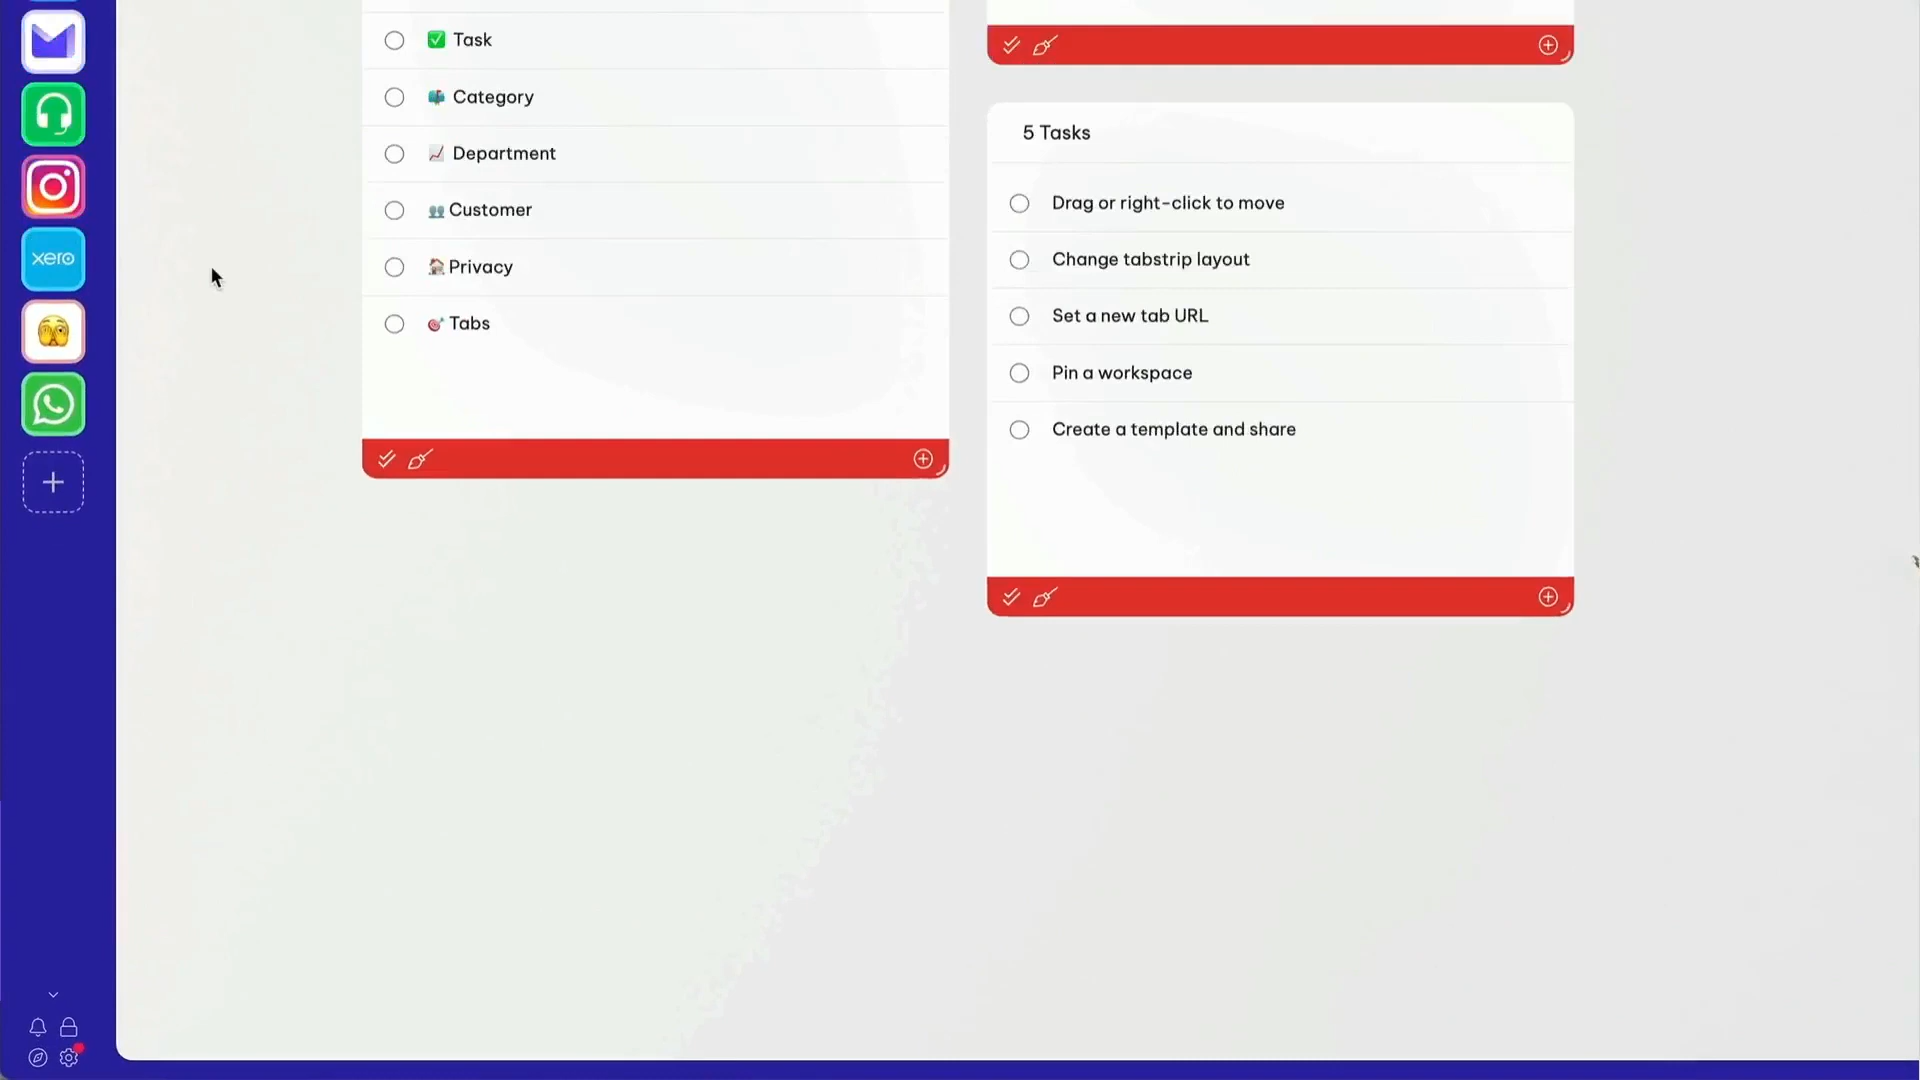 xero
Task
Category
Department
Customer
Privacy
Tabs
5 Tasks
Drag or right-click to move
Change tabstrip layout
Set a new tab URL
Pin a workspace
Create a template and share